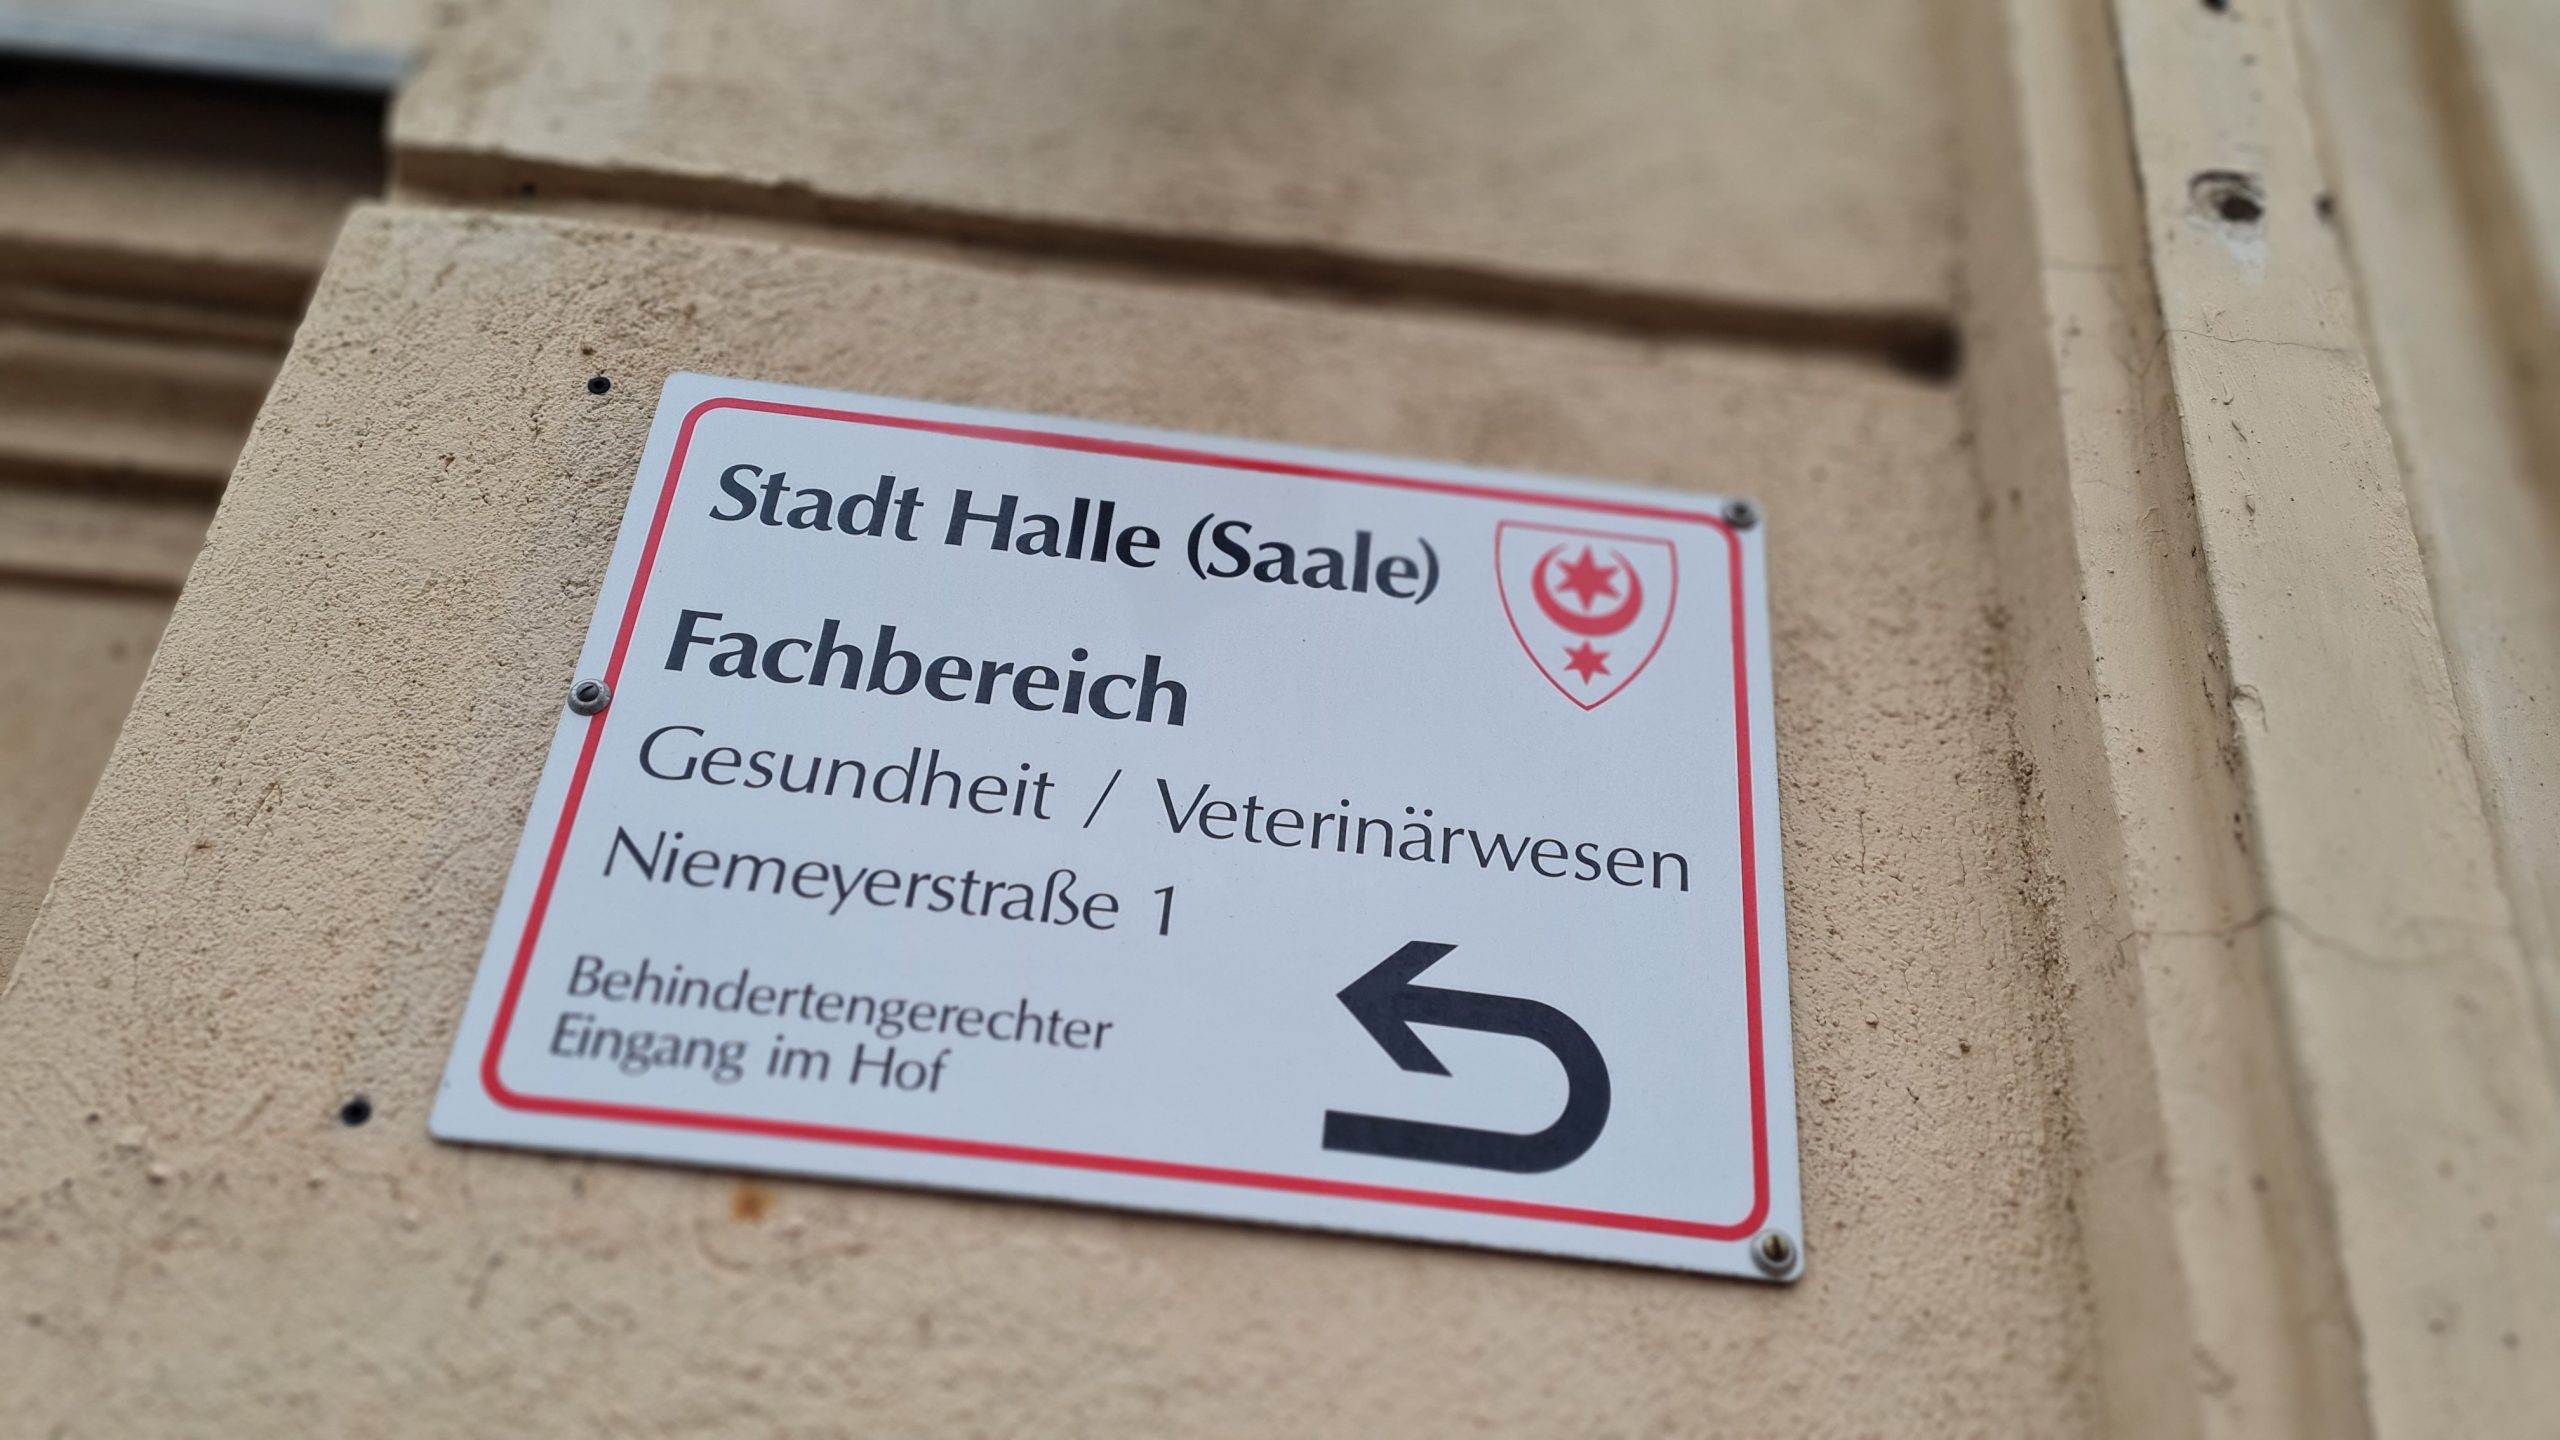 Stadt Halle (Saale)
Fachbereich
Gesundheit / Veterinärwesen
Niemeyerstraße 1
Behindertengerechter
Eingang im Hof